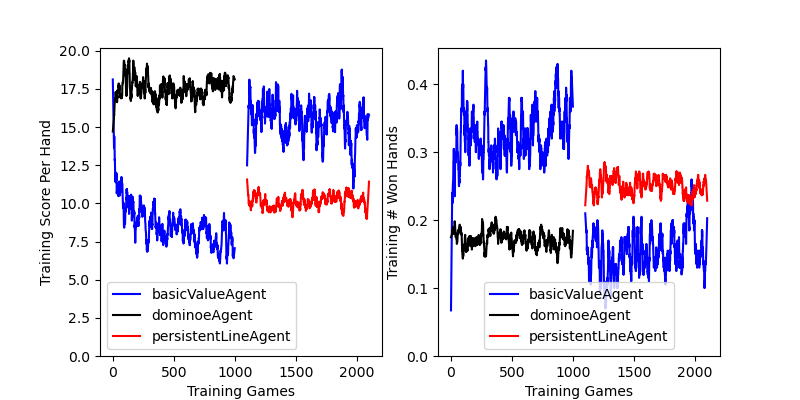 Training Score Per Hand
20.0
17.5
15.0
12.5
10.0
7.5
5.0
2.5
0.0
basicValueAgent
dominoeAgent
persistentLineAgent
0 500 1000 1500 2000
Training Games
Training # Won Hands
0.4
0.3
0.2
0.1
0.0
basicValueAgent
dominoeAgent
persistentLineAgent
0 500 1000 1500 2000
Training Games